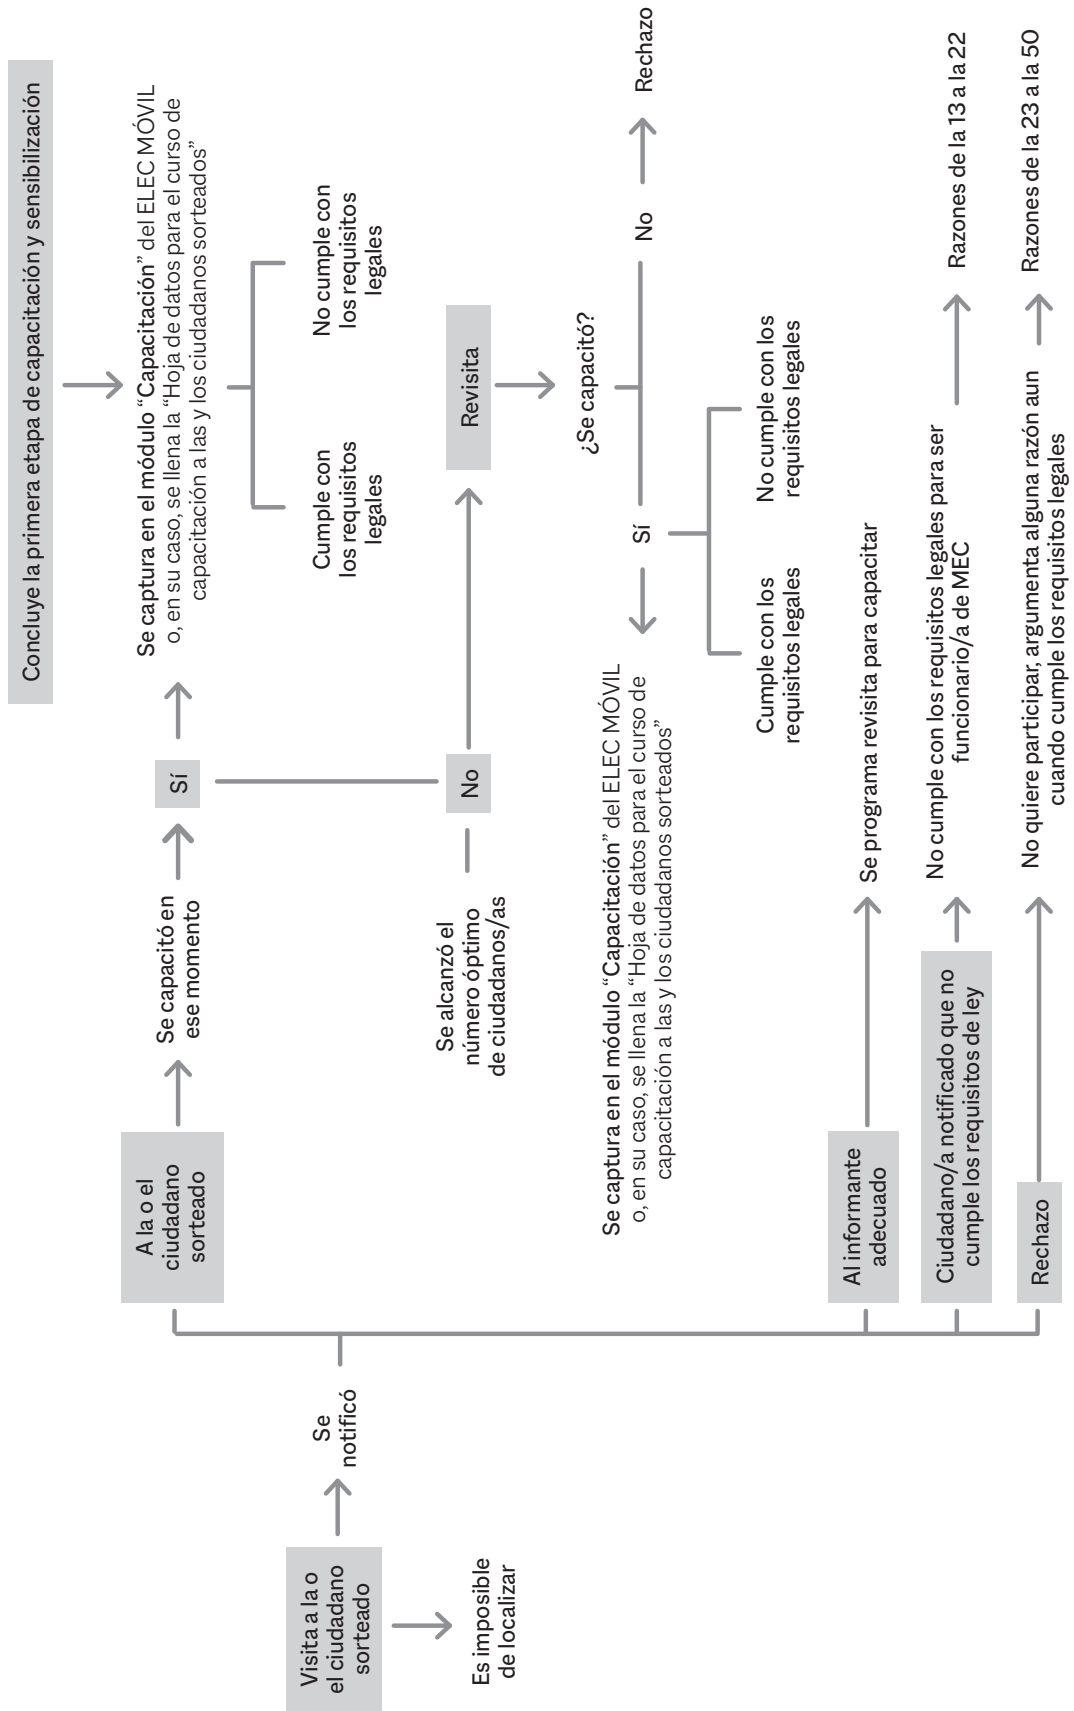 Visita a la o
el ciudadano
sorteado
Es imposible
de localizar
Se
notificó
A la o el
ciudadano
sorteado
Se capacitó en
ese momento
Sí
Concluye la primera etapa de capacitación y sensibilización
Se captura en el módulo “Capacitación” del ELEC MÓVIL
o, en su caso, se llena la “Hoja de datos para el curso de
capacitación a las y los ciudadanos sorteados”
Cumple con
los requisitos
legales
No cumple con
los requisitos
legales
Se alcanzó el
número óptimo
de ciudadanos/as
No
Revisita
¿Se capacitó?
Sí
No
Rechazo
Se captura en el módulo “Capacitación” del ELEC MÓVIL
o, en su caso, se llena la “Hoja de datos para el curso de
capacitación a las y los ciudadanos sorteados”
Cumple con los
requisitos legales
No cumple con los
requisitos legales
Al informante
adecuado
Se programa revisita para capacitar
Ciudadano/a notificado que no
cumple los requisitos de ley
No cumple con los requisitos legales para ser
funcionario/a de MEC
Razones de la 13 a la 22
Rechazo
No quiere participar, argumenta alguna razón aun
cuando cumple los requisitos legales
Razones de la 23 a la 50